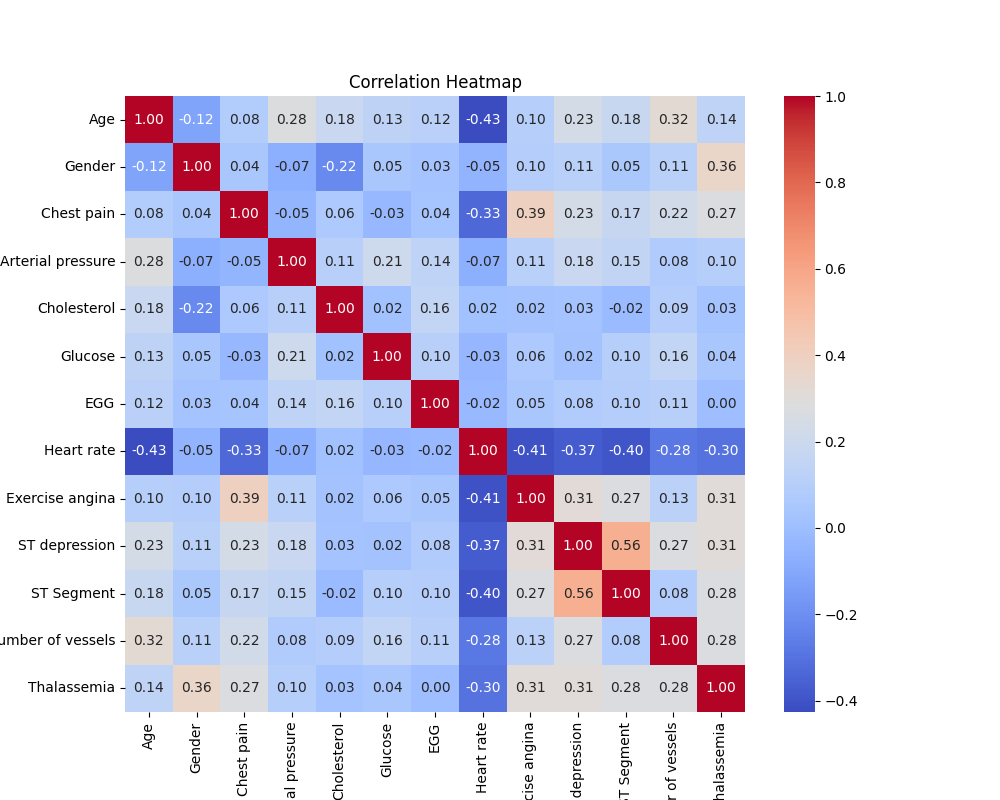 Correlation Heatmap
Age 1.00 -0.12 0.08 0.28 0.18 0.13 0.12 -0.43 0.10 0.23 0.18 0.32 0.14
Gender -0.12 1.00 0.04 -0.07 -0.22 0.05 0.03 -0.05 0.10 0.11 0.05 0.11 0.36
Chest pain 0.08 0.04 1.00 -0.05 0.06 -0.03 0.04 -0.33 0.39 0.23 0.17 0.22 0.27
Arterial pressure 0.28 -0.07 -0.05 1.00 0.11 0.21 0.14 -0.07 0.11 0.18 0.15 0.08 0.10
Cholesterol 0.18 -0.22 0.06 0.11 1.00 0.02 0.16 0.02 0.02 0.03 -0.02 0.09 0.03
Glucose 0.13 0.05 -0.03 0.21 0.02 1.00 0.10 -0.03 0.06 0.02 0.10 0.16 0.04
EGG 0.12 0.03 0.04 0.14 0.16 0.10 1.00 -0.02 0.05 0.08 0.10 0.11 0.00
Heart rate -0.43 -0.05 -0.33 -0.07 0.02 -0.03 -0.02 1.00 -0.41 -0.37 -0.40 -0.28 -0.30
Exercise angina 0.10 0.10 0.39 0.11 0.02 0.06 0.05 -0.41 1.00 0.31 0.27 0.13 0.31
ST depression 0.23 0.11 0.23 0.18 0.03 0.02 0.08 -0.37 0.31 1.00 0.56 0.27 0.31
ST Segment 0.18 0.05 0.17 0.15 -0.02 0.10 0.10 -0.40 0.27 0.56 1.00 0.08 0.28
umber of vessels 0.32 0.11 0.22 0.08 0.09 0.16 0.11 -0.28 0.13 0.27 0.08 1.00 0.28
Thalassemia 0.14 0.36 0.27 0.10 0.03 0.04 0.00 -0.30 0.31 0.31 0.28 0.28 1.00
Age
Gender
Chest pain
al pressure
Cholesterol
Glucose
EGG
Heart rate
cise angina
depression
ST Segment
r of vessels
halassemia
1.0
0.8
0.6
0.4
0.2
0.0
−0.2
−0.4